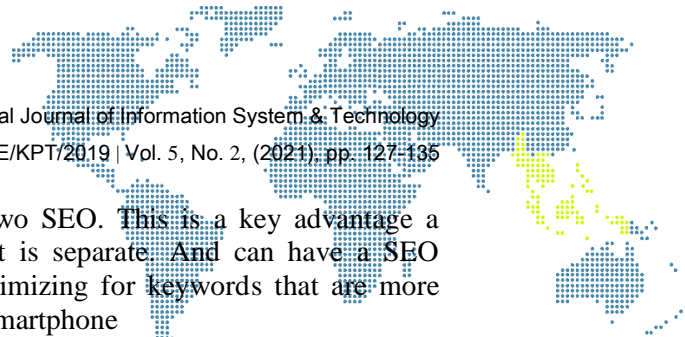 al Journal of Information System & Technology
E/KPT/2019 | Vol. 5, No. 2, (2021), pp. 127-135
wo SEO. This is a key advantage a
t is separate. And can have a SEO
imizing for keywords that are more
martphone